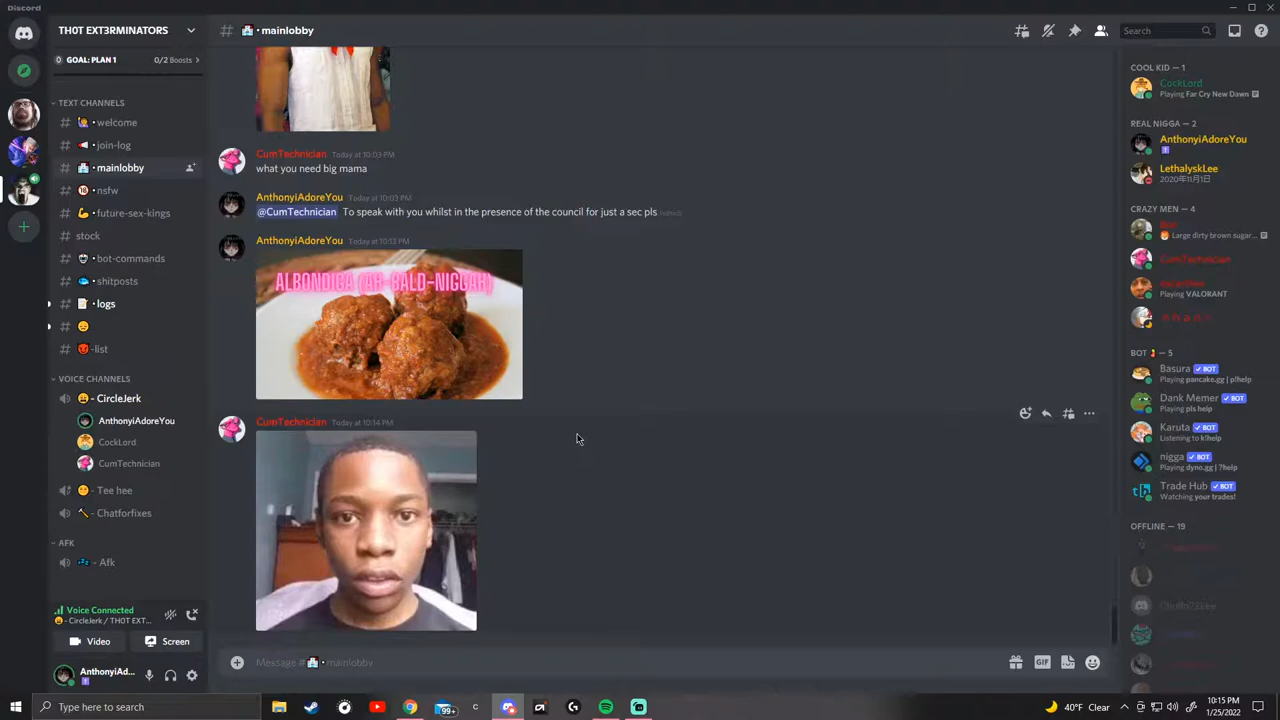 Discord
THOT EXT3RMINATORS
GOAL: PLAN 1
0/2 Boosts
TEXT CHANNELS
welcome
join-log
mainlobby
nsfw
future-sex-kings
stock
bot-commands
shitposts
logs
-list
VOICE CHANNELS
CircleJerk
AnthonyiAdoreYou
CockLord
CumTechnician
Tee hee
Chatforfixes
AFK
Afk
Voice Connected
CircleJerk / THOT EXT...
Video
Screen
AnthonyiAd...
mainlobby
Search
CumTechnician Today at 10:03 PM
what you need big mama
AnthonyiAdoreYou Today at 10:03 PM
@CumTechnician To speak with you whilst in the presence of the council for just a sec pls (edited)
AnthonyiAdoreYou Today at 10:13 PM
ALBONDIGA (AH-BALD-NIGGAH)
CumTechnician Today at 10:14 PM
Message # mainlobby
GIF
COOL KID — 1
CockLord
Playing Far Cry New Dawn
REAL NIGGA — 2
AnthonyiAdoreYou
LethalyskLee
2020年11月1日
CRAZY MEN — 4
Large dirty brown sugar...
CumTechnician
Playing VALORANT
BOT — 5
Basura BOT
Playing pancake.gg | p!help
Dank Memer BOT
Playing pls help
Karuta BOT
Listening to k!help
nigga BOT
Playing dyno.gg | ?help
Trade Hub BOT
Watching your trades!
OFFLINE — 19
Type here to search
99+
40°F Clear
10:15 PM
1/25/2022